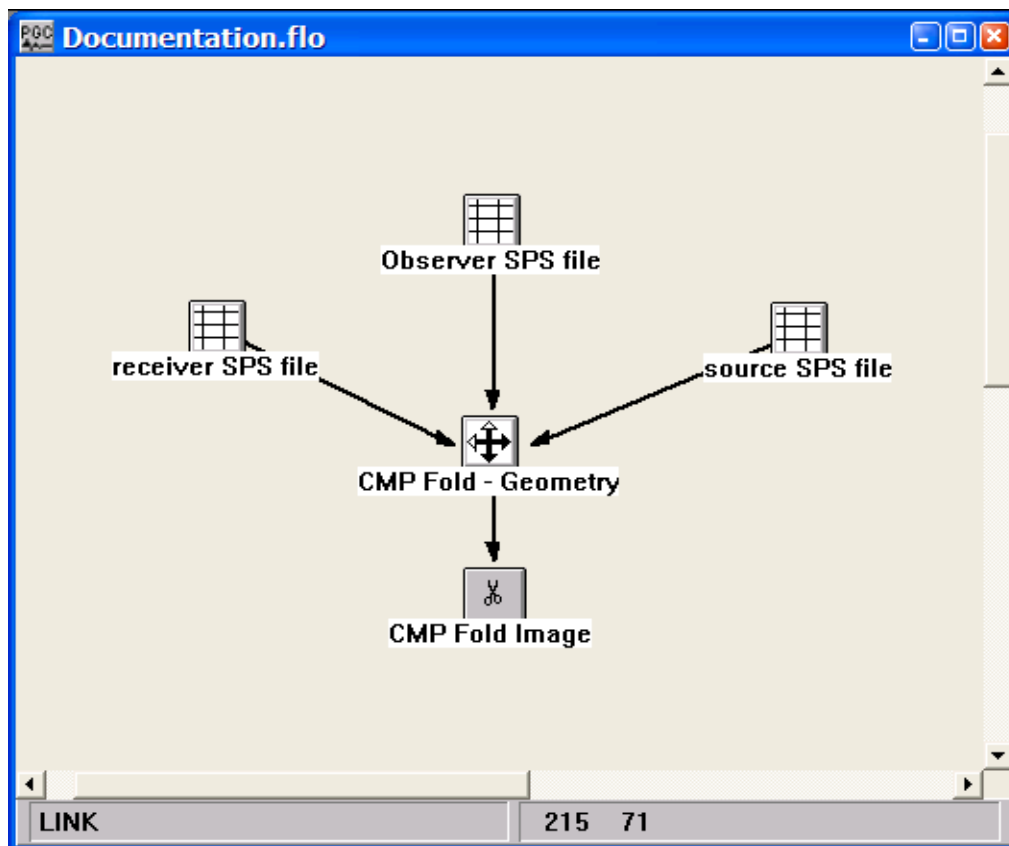 PGC Documentation.flo
Observer SPS file
receiver SPS file
source SPS file
CMP Fold - Geometry
CMP Fold Image
LINK
215 71